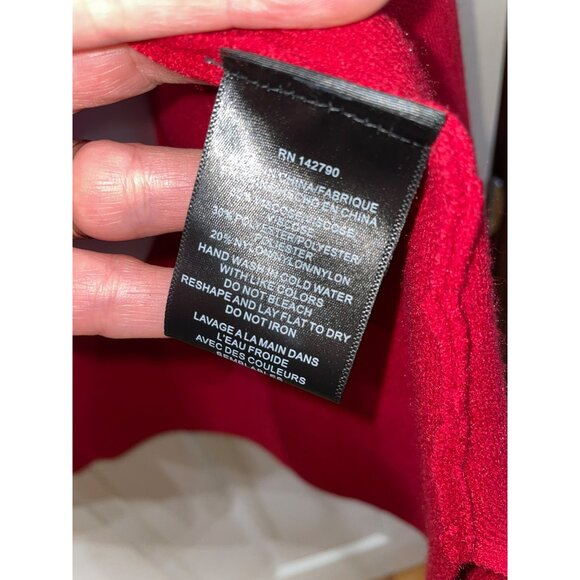 RN 142790
CHINA/FABRIQUE
EN CHINA
VISCOSE
30% POLYESTER/POLYESTER/
POLYESTER
20% NYLON/NYLON/NYLON
HAND WASH IN COLD WATER
WITH LIKE COLORS
DO NOT BLEACH
RESHAPE AND LAY FLAT TO DRY
DO NOT IRON
LAVAGE A LA MAIN DANS
L'EAU FROIDE
AVEC DES COULEURS
SEMBLABLES